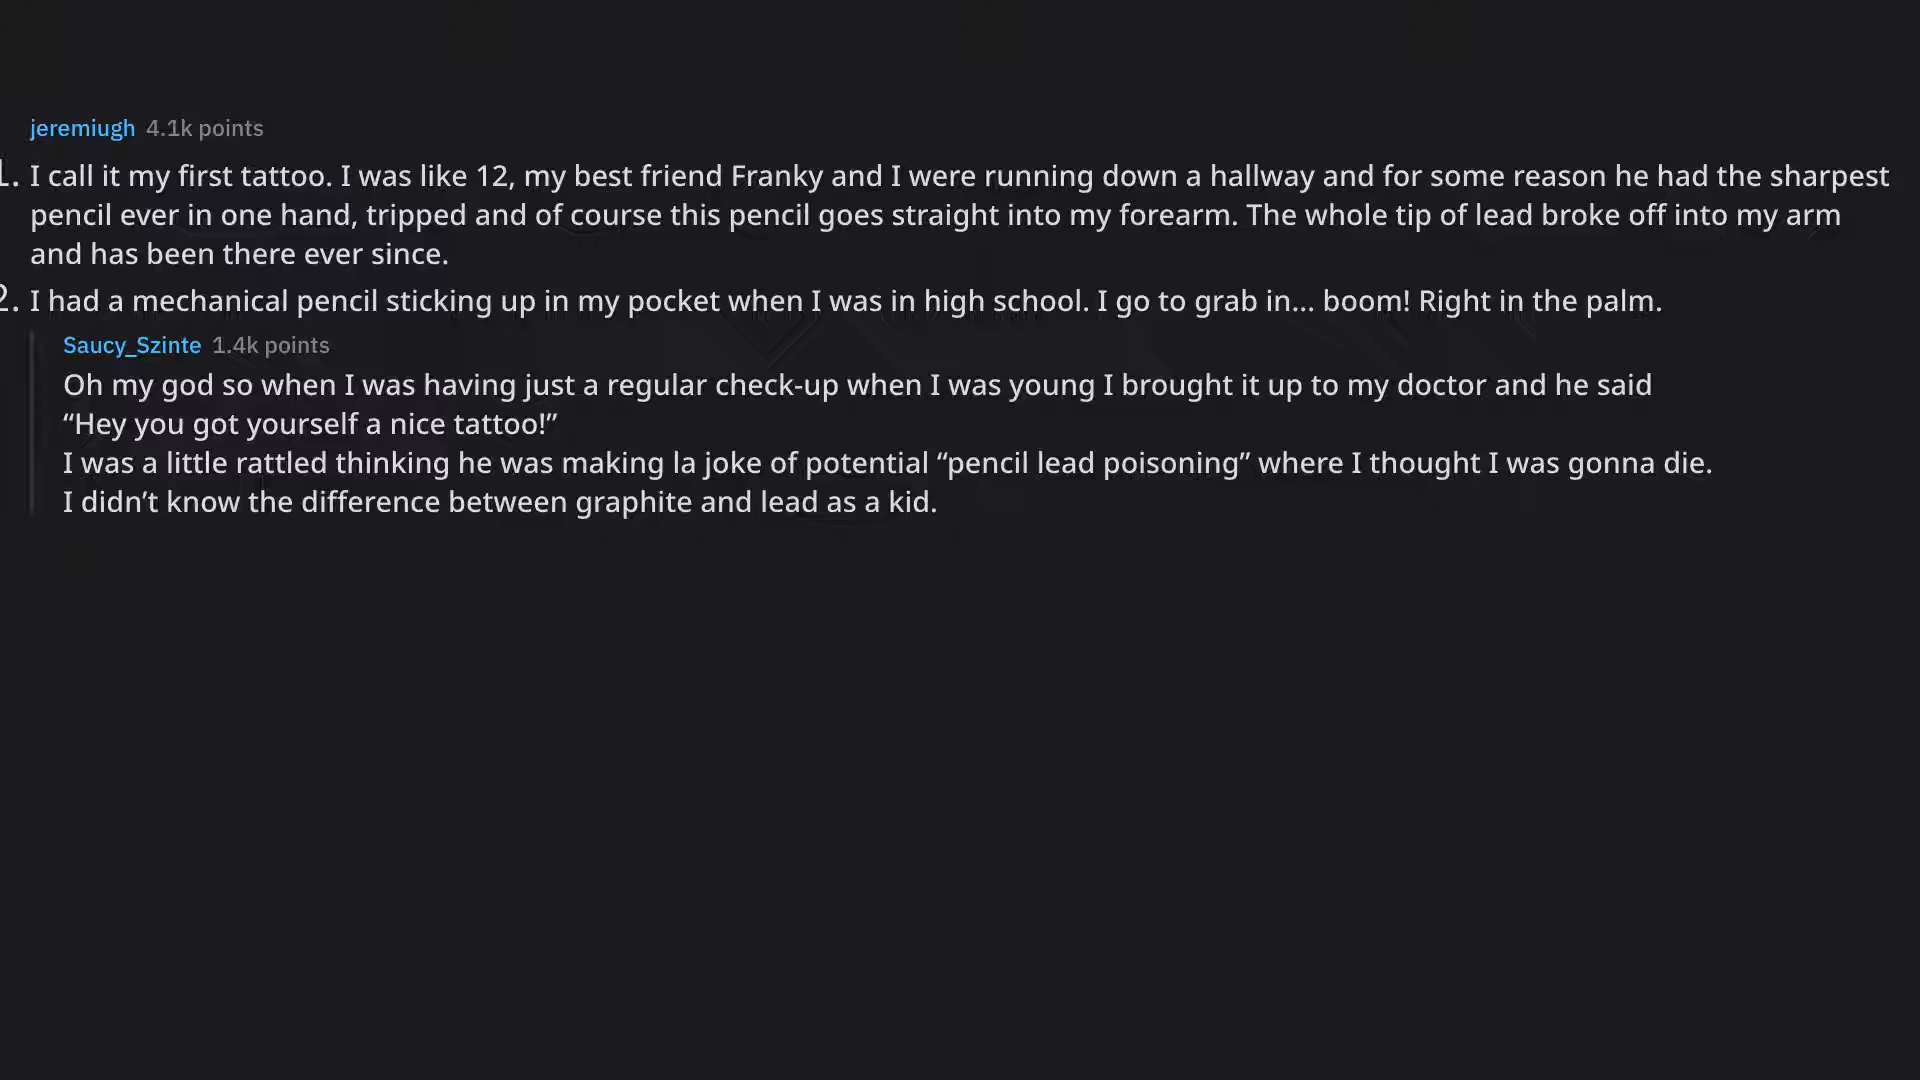 jeremiugh 4.1k points
1. I call it my first tattoo. I was like 12, my best friend Franky and I were running down a hallway and for some reason he had the sharpest
pencil ever in one hand, tripped and of course this pencil goes straight into my forearm. The whole tip of lead broke off into my arm
and has been there ever since.
2. I had a mechanical pencil sticking up in my pocket when I was in high school. I go to grab in... boom! Right in the palm.
Saucy_Szinte 1.4k points
Oh my god so when I was having just a regular check-up when I was young I brought it up to my doctor and he said
“Hey you got yourself a nice tattoo!”
I was a little rattled thinking he was making la joke of potential “pencil lead poisoning” where I thought I was gonna die.
I didn’t know the difference between graphite and lead as a kid.